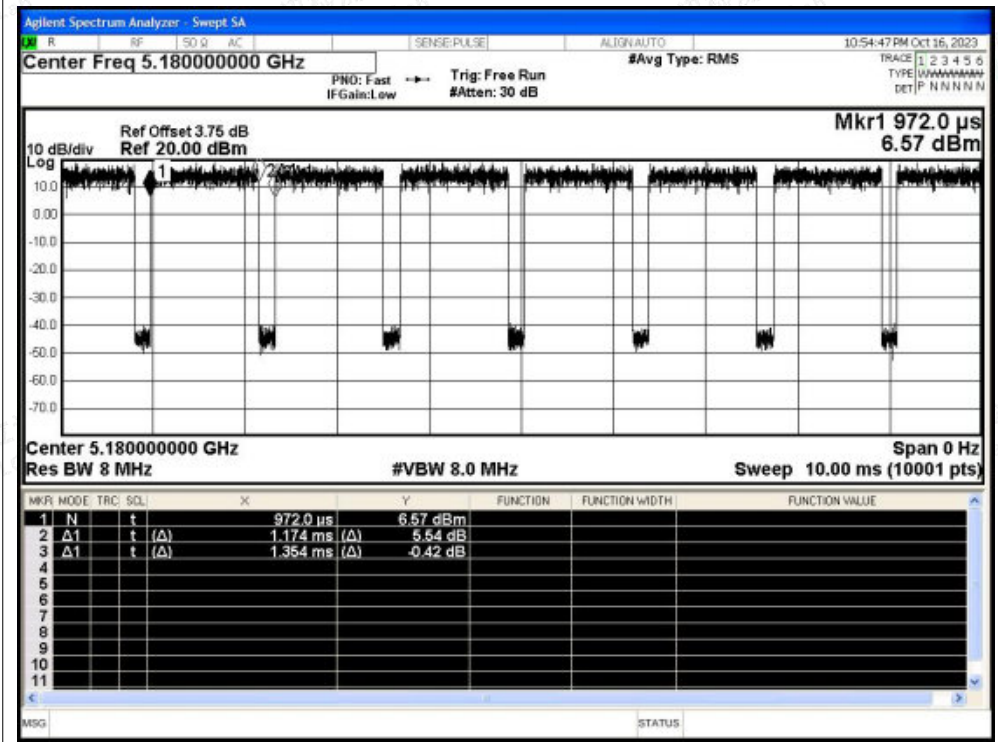 Agilent Spectrum Analyzer - Swept SA
R RF 50 Ω AC SENSE:PULSE ALIGN AUTO 10:54:47 PM Oct 16, 2023
Center Freq 5.180000000 GHz #Avg Type: RMS TRACE 1 2 3 4 5 6
PNO: Fast Trig: Free Run TYPE
IFGain:Low #Atten: 30 dB DET P N N N N N
Mkr1 972.0 µs
Ref Offset 3.75 dB
10 dB/div Ref 20.00 dBm 6.57 dBm
Log
10.0
0.00
-10.0
-20.0
-30.0
-40.0
-50.0
-60.0
-70.0
1
2
Center 5.180000000 GHz Span 0 Hz
Res BW 8 MHz #VBW 8.0 MHz Sweep 10.00 ms (10001 pts)
MKR MODE TRC SCL X Y FUNCTION FUNCTION WIDTH FUNCTION VALUE
1 N t 972.0 µs 6.57 dBm
2 Δ1 t (Δ) 1.174 ms (Δ) 5.54 dB
3 Δ1 t (Δ) 1.354 ms (Δ) -0.42 dB
4
5
6
7
8
9
10
11
MSG STATUS